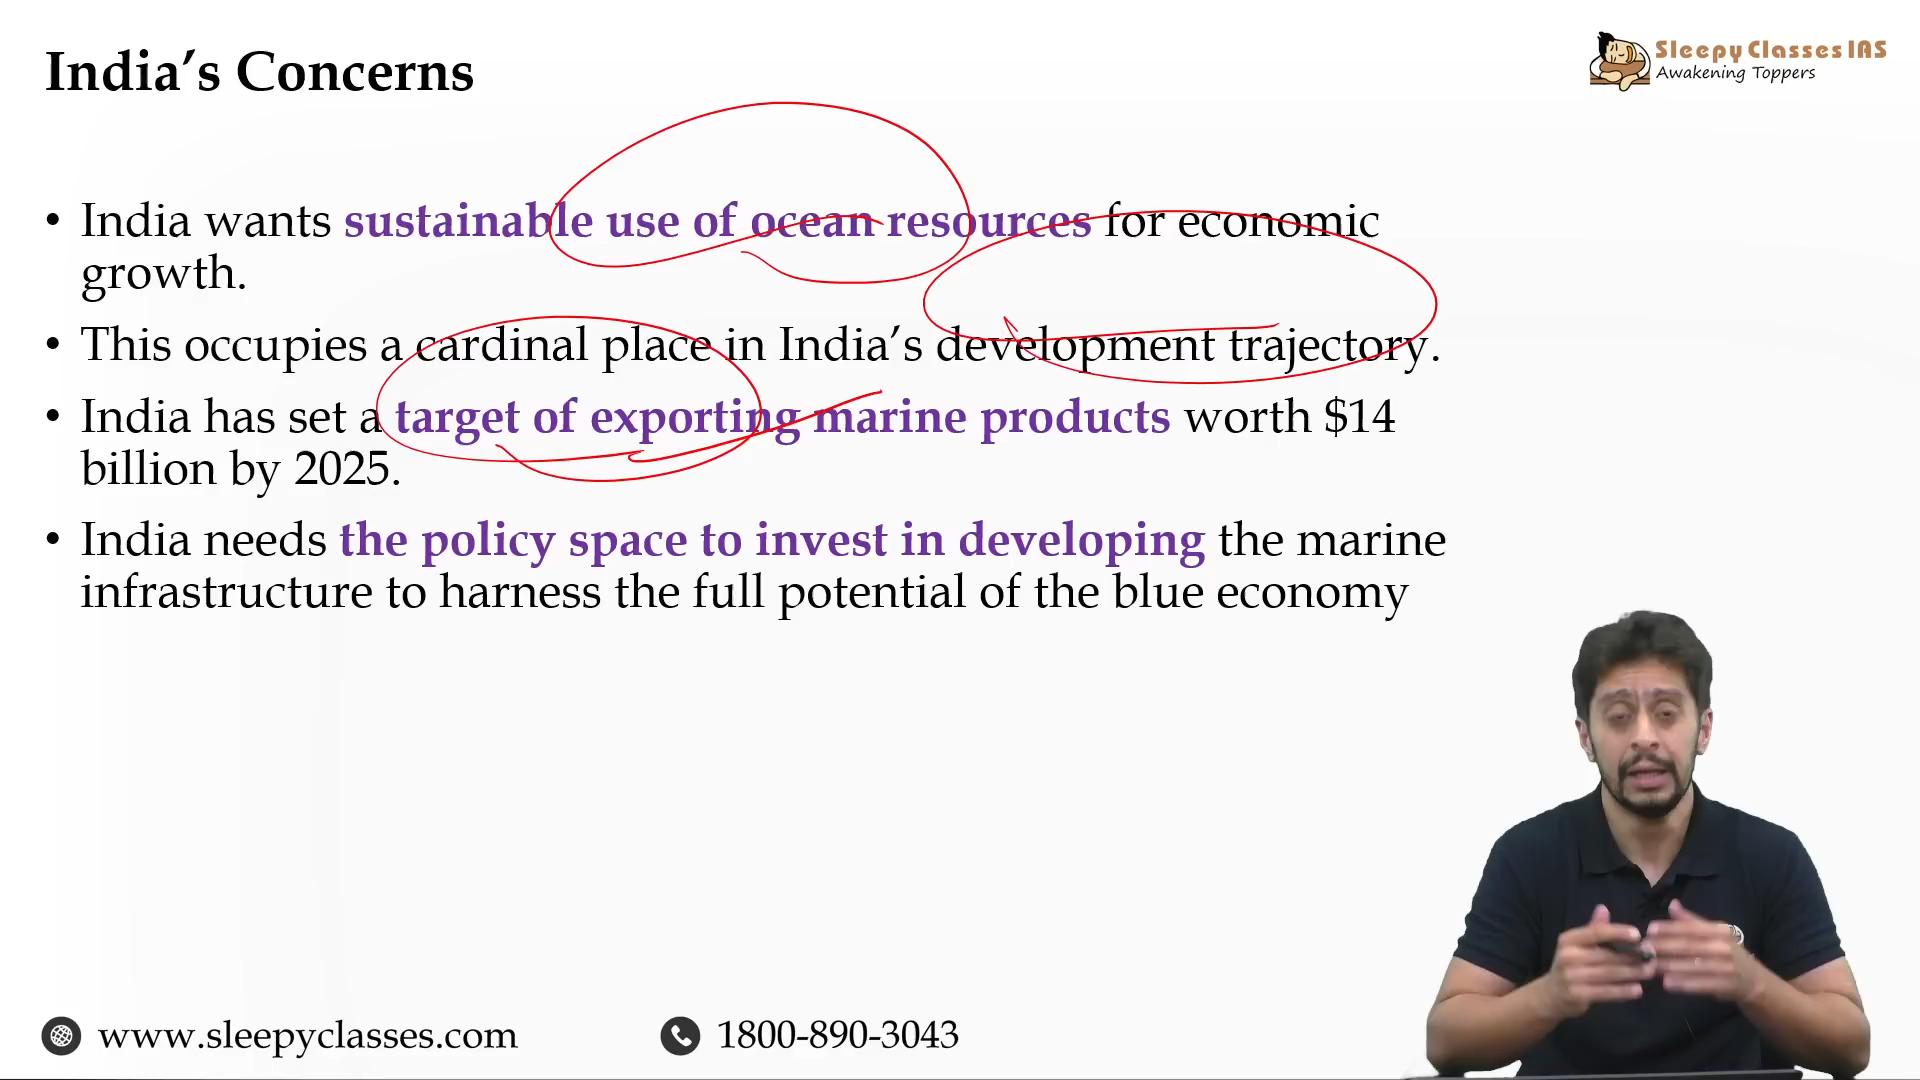 India’s Concerns
Sleepy Classes IAS
Awakening Toppers
• India wants sustainable use of ocean resources for economic
growth.
• This occupies a cardinal place in India’s development trajectory.
• India has set a target of exporting marine products worth $14
billion by 2025.
• India needs the policy space to invest in developing the marine
infrastructure to harness the full potential of the blue economy
www.sleepyclasses.com
1800-890-3043